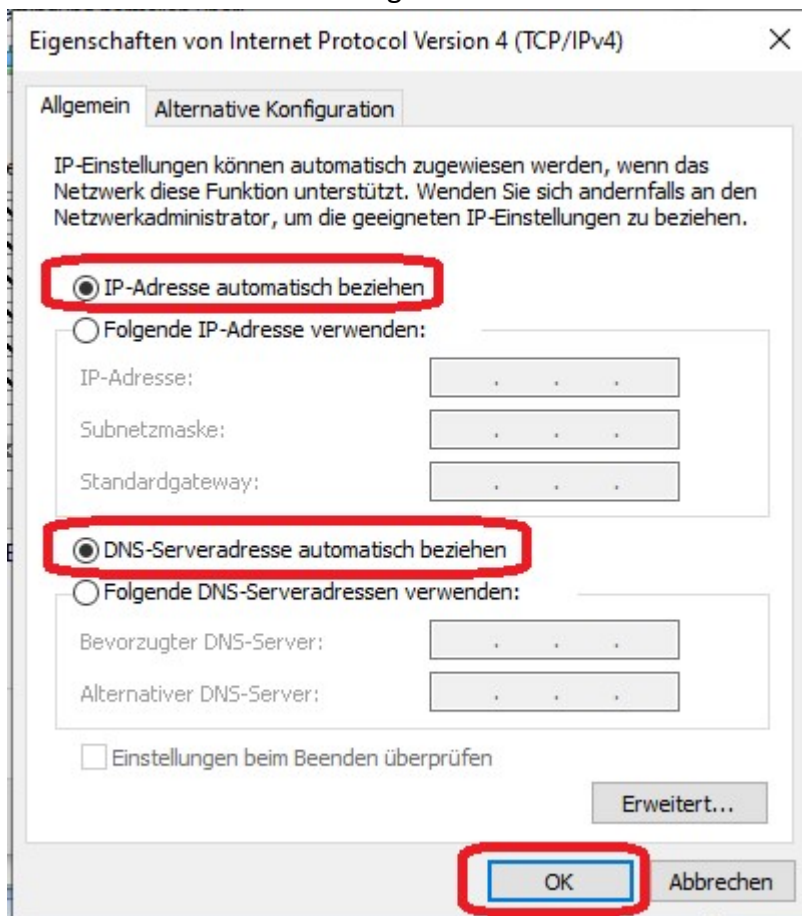 Eigenschaften von Internet Protocol Version 4 (TCP/IPv4)
Allgemein Alternative Konfiguration
IP-Einstellungen können automatisch zugewiesen werden, wenn das
Netzwerk diese Funktion unterstützt. Wenden Sie sich andernfalls an den
Netzwerkadministrator, um die geeigneten IP-Einstellungen zu beziehen.
IP-Adresse automatisch beziehen
Folgende IP-Adresse verwenden:
IP-Adresse: . . .
Subnetzmaske: . . .
Standardgateway: . . .
DNS-Serveradresse automatisch beziehen
Folgende DNS-Serveradressen verwenden:
Bevorzugter DNS-Server: . . .
Alternativer DNS-Server: . . .
Einstellungen beim Beenden überprüfen
Erweitert...
OK Abbrechen